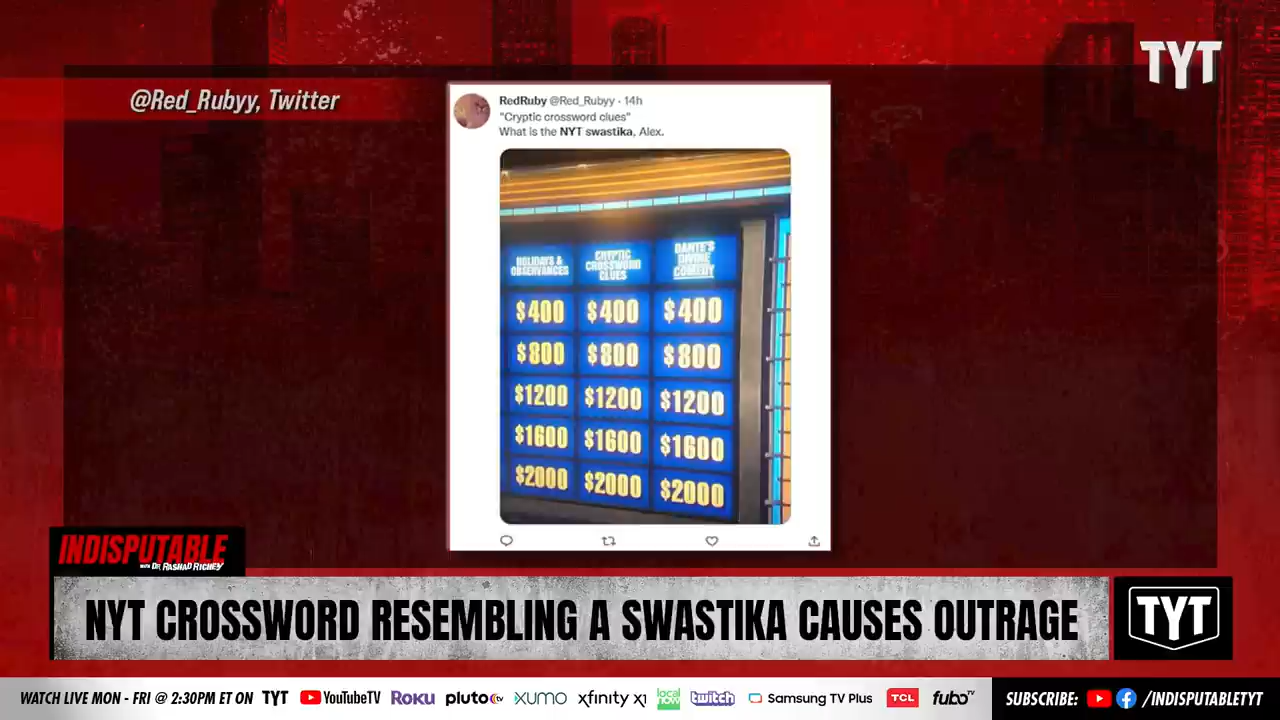 TYT
@Red_Rubyy, Twitter
RedRuby @Red_Rubyy · 14h
"Cryptic crossword clues"
What is the NYT swastika, Alex.
HOLIDAYS &
OBSERVANCES
CRYPTIC
CROSSWORD
CLUES
DANTE'S
DIVINE
COMEDY
$400 $400 $400
$800 $800 $800
$1200 $1200 $1200
$1600 $1600 $1600
$2000 $2000 $2000
INDISPUTABLE
WITH DR. RASHAD RICHEY
NYT CROSSWORD RESEMBLING A SWASTIKA CAUSES OUTRAGE
TYT
WATCH LIVE MON - FRI @ 2:30PM ET ON TYT YouTubeTV ROKU pluto tv XUMO xfinity X1 local now twitch Samsung TV Plus TCL fubo TV SUBSCRIBE: /INDISPUTABLETYT